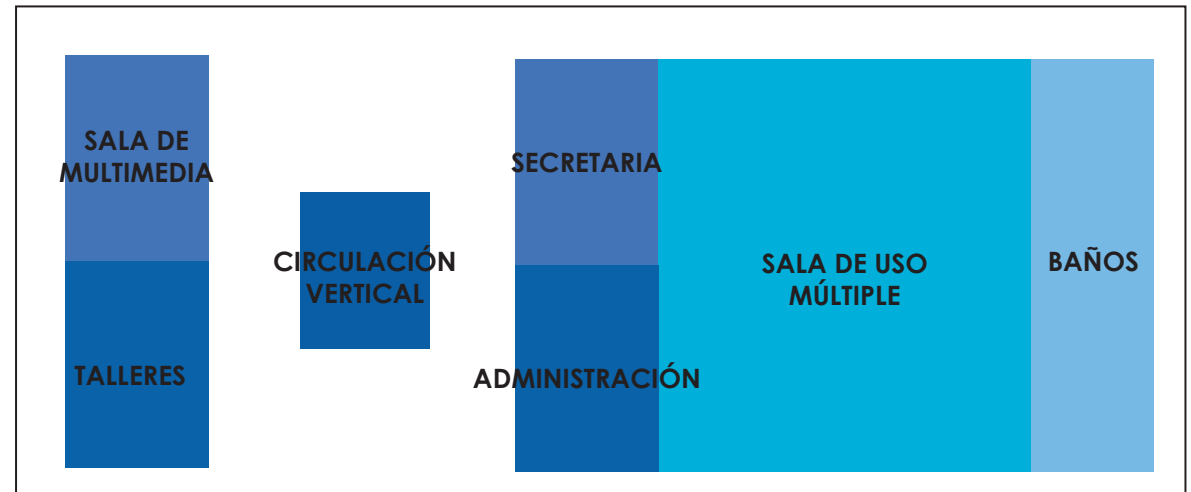 SALA DE
MULTIMEDIA
TALLERES
CIRCULACIÓN
VERTICAL
SECRETARIA
ADMINISTRACIÓN
SALA DE USO
MÚLTIPLE
BAÑOS